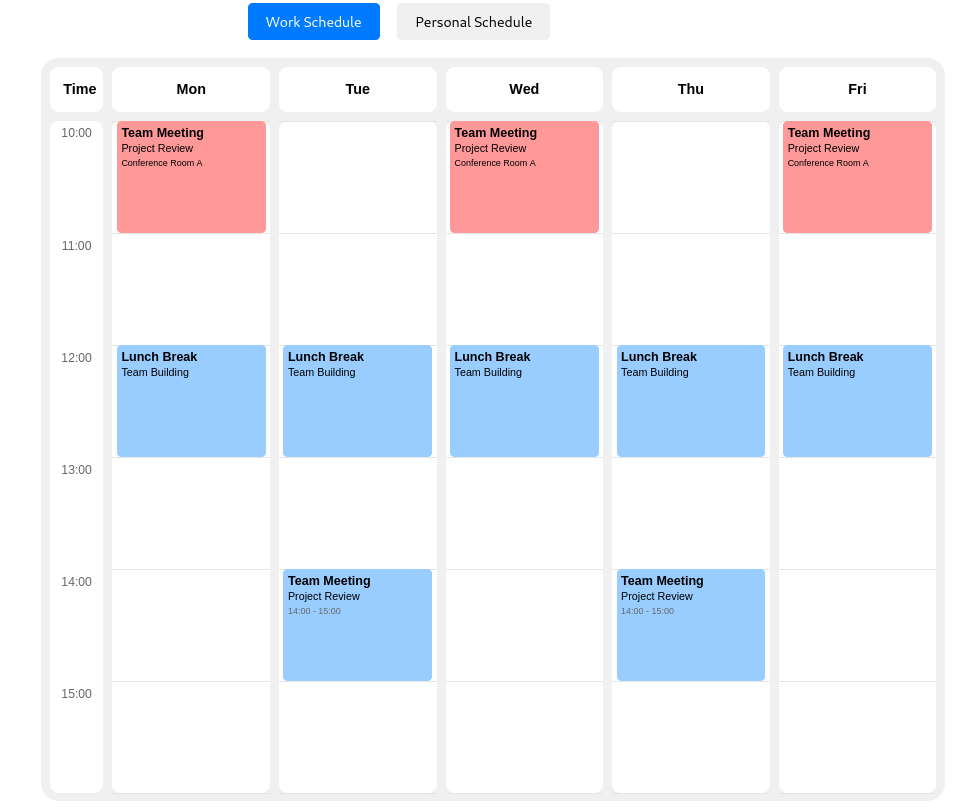 Work Schedule
Personal Schedule
Time
Mon
Tue
Wed
Thu
Fri
10:00
Team Meeting
Project Review
Conference Room A
Team Meeting
Project Review
Conference Room A
Team Meeting
Project Review
Conference Room A
11:00
12:00
Lunch Break
Team Building
Lunch Break
Team Building
Lunch Break
Team Building
Lunch Break
Team Building
Lunch Break
Team Building
13:00
14:00
Team Meeting
Project Review
14:00 - 15:00
Team Meeting
Project Review
14:00 - 15:00
15:00